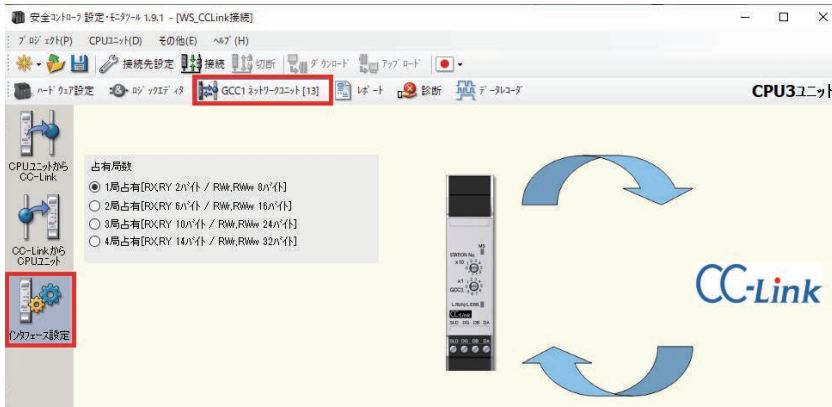 安全コントローラ 設定・モニタツール 1.9.1 - [WS_CCLink接続]
プロジェクト(P) CPUユニット(D) その他(E) ヘルプ(H)
接続先設定 接続 切断 ダウンロード アップロード
ハードウェア設定 ロジックエディタ GCC1 ネットワークユニット [13] レポート 診断 データレコーダ CPU3ユニット
CPUユニットから
CC-Link
CC-Linkから
CPUユニット
インタフェース設定
占有局数
1局占有[RX,RY 2バイト / RWr,RWw 8バイト]
2局占有[RX,RY 6バイト / RWr,RWw 16バイト]
3局占有[RX,RY 10バイト / RWr,RWw 24バイト]
4局占有[RX,RY 14バイト / RWr,RWw 32バイト]
MS
STATION No.
x10
x1
GCC1
L RUN/L ERR.
CC-Link
SLD DG DB DA
SLD DG DB DA
CC-Link